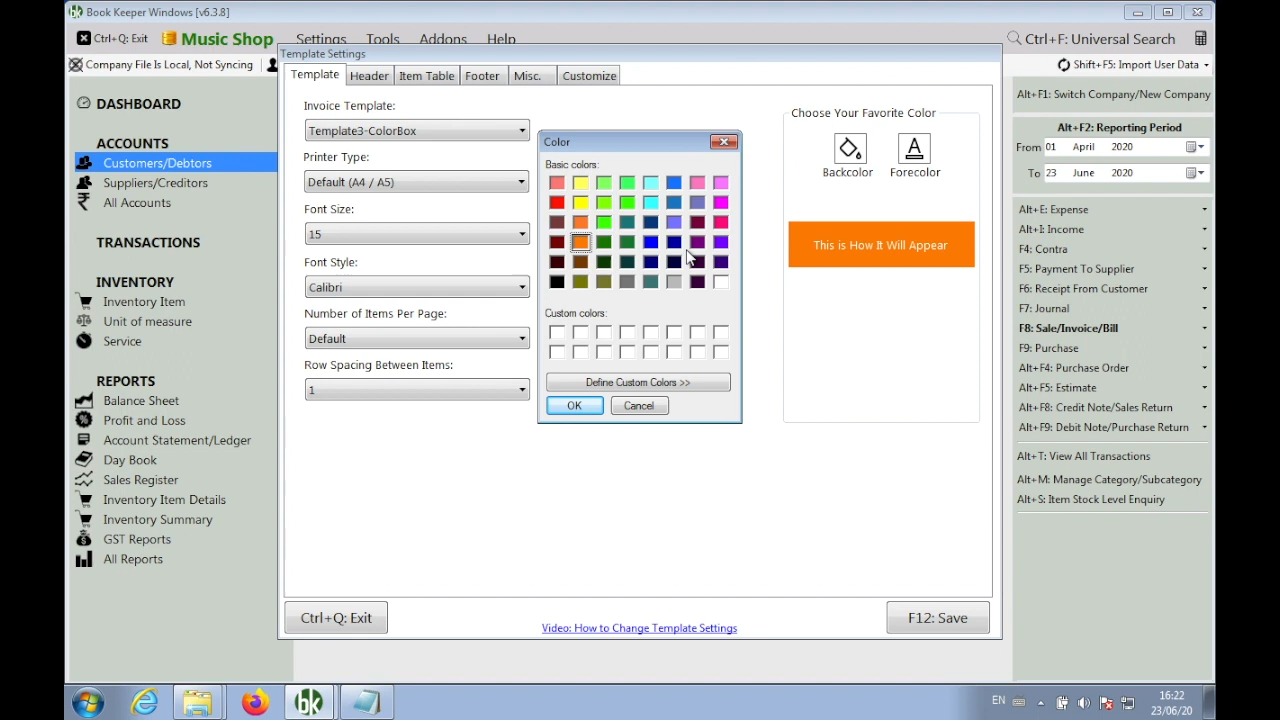 Book Keeper Windows [v6.3.8]
Ctrl+Q: Exit
Music Shop
Settings
Tools
Addons
Help
Ctrl+F: Universal Search
Company File Is Local, Not Syncing
Shift+F5: Import User Data
DASHBOARD
ACCOUNTS
Customers/Debtors
Suppliers/Creditors
All Accounts
TRANSACTIONS
INVENTORY
Inventory Item
Unit of measure
Service
REPORTS
Balance Sheet
Profit and Loss
Account Statement/Ledger
Day Book
Sales Register
Inventory Item Details
Inventory Summary
GST Reports
All Reports
Template Settings
Template
Header
Item Table
Footer
Misc.
Customize
Invoice Template:
Template3-ColorBox
Printer Type:
Default (A4 / A5)
Font Size:
15
Font Style:
Calibri
Number of Items Per Page:
Default
Row Spacing Between Items:
1
Color
Basic colors:
Custom colors:
Define Custom Colors >>
OK
Cancel
Choose Your Favorite Color
Backcolor
Forecolor
This is How It Will Appear
Ctrl+Q: Exit
Video: How to Change Template Settings
F12: Save
Alt+F1: Switch Company/New Company
Alt+F2: Reporting Period
From 01 April 2020
To 23 June 2020
Alt+E: Expense
Alt+I: Income
F4: Contra
F5: Payment To Supplier
F6: Receipt From Customer
F7: Journal
F8: Sale/Invoice/Bill
F9: Purchase
Alt+F4: Purchase Order
Alt+F5: Estimate
Alt+F8: Credit Note/Sales Return
Alt+F9: Debit Note/Purchase Return
Alt+T: View All Transactions
Alt+M: Manage Category/Subcategory
Alt+S: Item Stock Level Enquiry
bk
EN
16:22
23/06/20